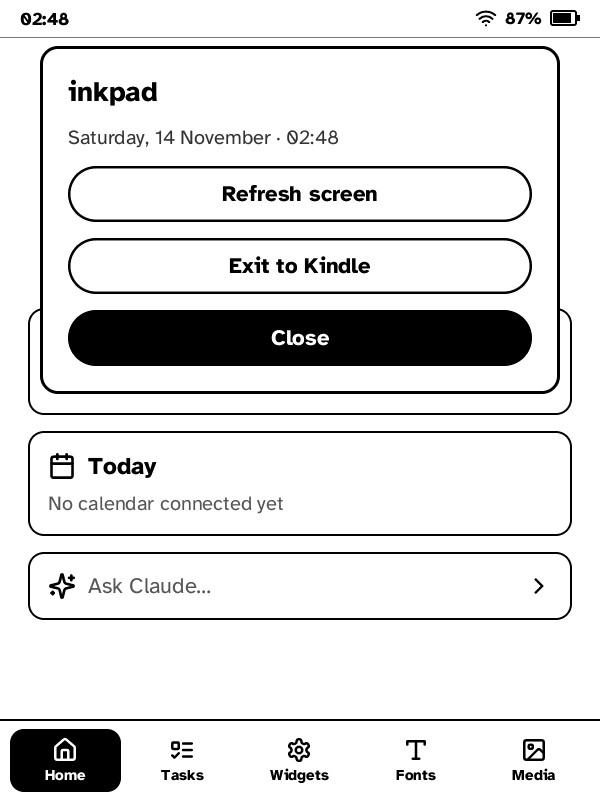 02:48
87%
inkpad
Saturday, 14 November · 02:48
Refresh screen
Exit to Kindle
Close
Today
No calendar connected yet
Ask Claude...
Home
Tasks
Widgets
Fonts
Media